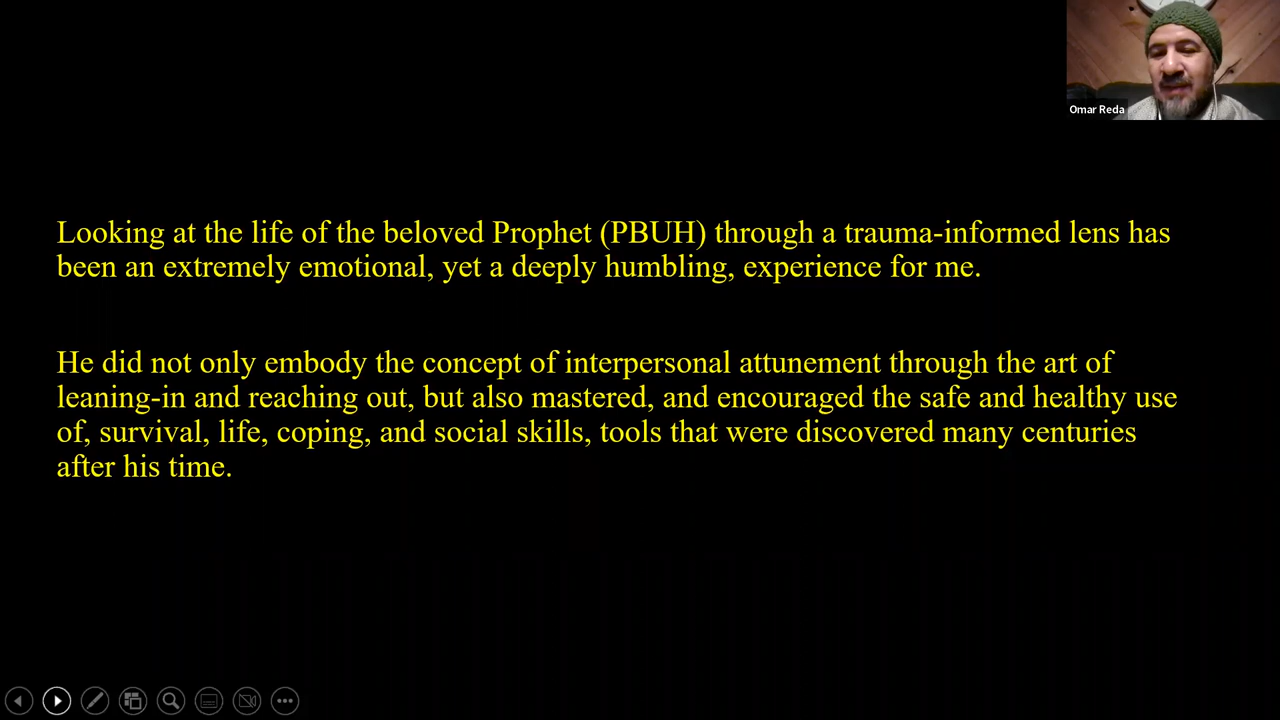 Omar Reda
Looking at the life of the beloved Prophet (PBUH) through a trauma-informed lens has
been an extremely emotional, yet a deeply humbling, experience for me.
He did not only embody the concept of interpersonal attunement through the art of
leaning-in and reaching out, but also mastered, and encouraged the safe and healthy use
of, survival, life, coping, and social skills, tools that were discovered many centuries
after his time.